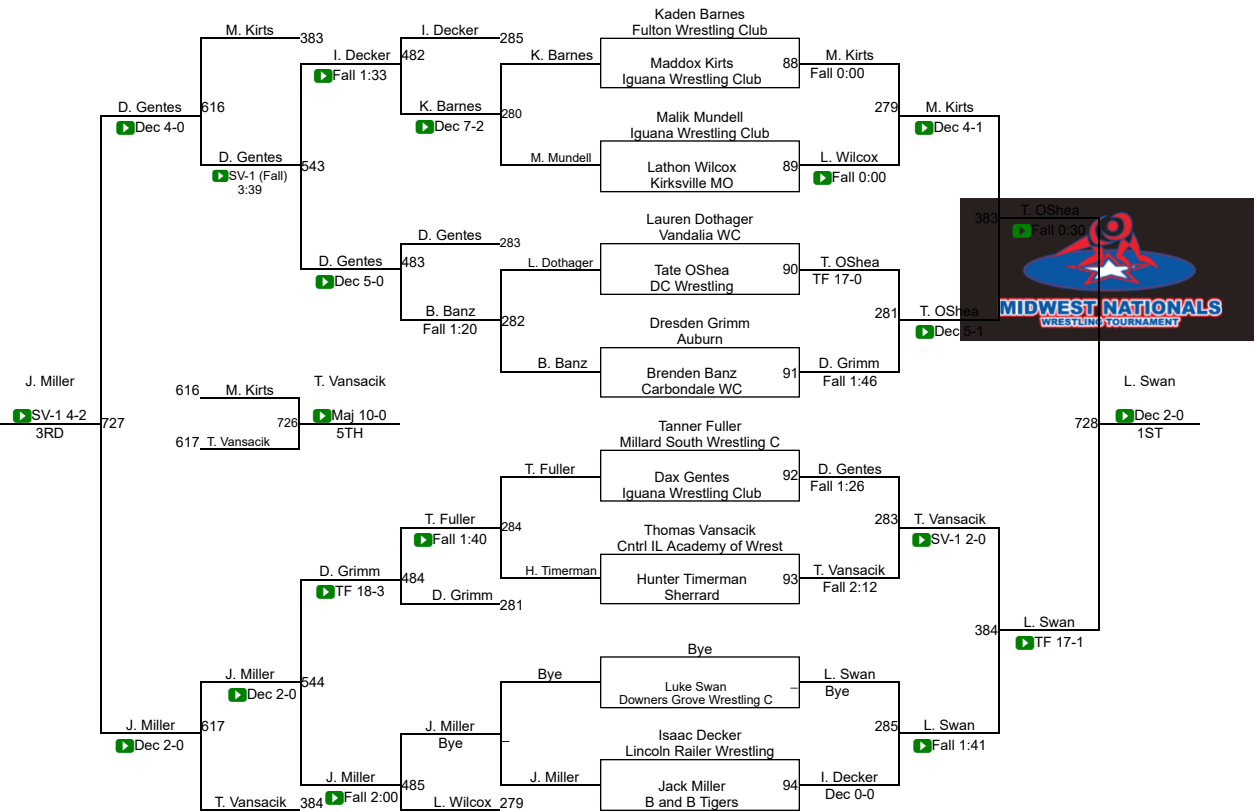 Kaden Barnes
Fulton Wrestling Club
M. Kirts
383
I. Decker
285
I. Decker
482
Fall 1:33
K. Barnes
Maddox Kirts
88
Iguana Wrestling Club
M. Kirts
Fall 0:00
D. Gentes
616
Dec 4-0
K. Barnes
280
Dec 7-2
279
M. Kirts
Dec 4-1
Malik Mundell
Iguana Wrestling Club
D. Gentes
543
SV-1 (Fall)
3:39
M. Mundell
Lathon Wilcox
89
Kirksville MO
L. Wilcox
Fall 0:00
383
T. OShea
Fall 0:30
Lauren Dothager
Vandalia WC
D. Gentes
283
D. Gentes
483
Dec 5-0
L. Dothager
Tate OShea
90
DC Wrestling
T. OShea
TF 17-0
B. Banz
282
Fall 1:20
281
T. OShea
Dec 5-1
MIDWEST NATIONALS
WRESTLING TOURNAMENT
Dresden Grimm
Auburn
B. Banz
Brenden Banz
91
Carbondale WC
D. Grimm
Fall 1:46
J. Miller
SV-1 4-2
727
3RD
616
M. Kirts
617
T. Vansacik
T. Vansacik
726
Maj 10-0
5TH
L. Swan
728
Dec 2-0
1ST
Tanner Fuller
Millard South Wrestling C
T. Fuller
Dax Gentes
92
Iguana Wrestling Club
D. Gentes
Fall 1:26
T. Fuller
284
Fall 1:40
283
T. Vansacik
SV-1 2-0
Thomas Vansacik
Cntrl IL Academy of Wrest
D. Grimm
484
TF 18-3
H. Timerman
Hunter Timerman
93
Sherrard
T. Vansacik
Fall 2:12
D. Grimm
281
384
L. Swan
TF 17-1
Bye
J. Miller
544
Dec 2-0
Bye
Luke Swan
–
Downers Grove Wrestling C
L. Swan
Bye
J. Miller
617
Dec 2-0
J. Miller
–
Bye
285
L. Swan
Fall 1:41
Isaac Decker
Lincoln Railer Wrestling
J. Miller
485
Fall 2:00
J. Miller
Jack Miller
94
B and B Tigers
I. Decker
Dec 0-0
T. Vansacik
384
L. Wilcox
279